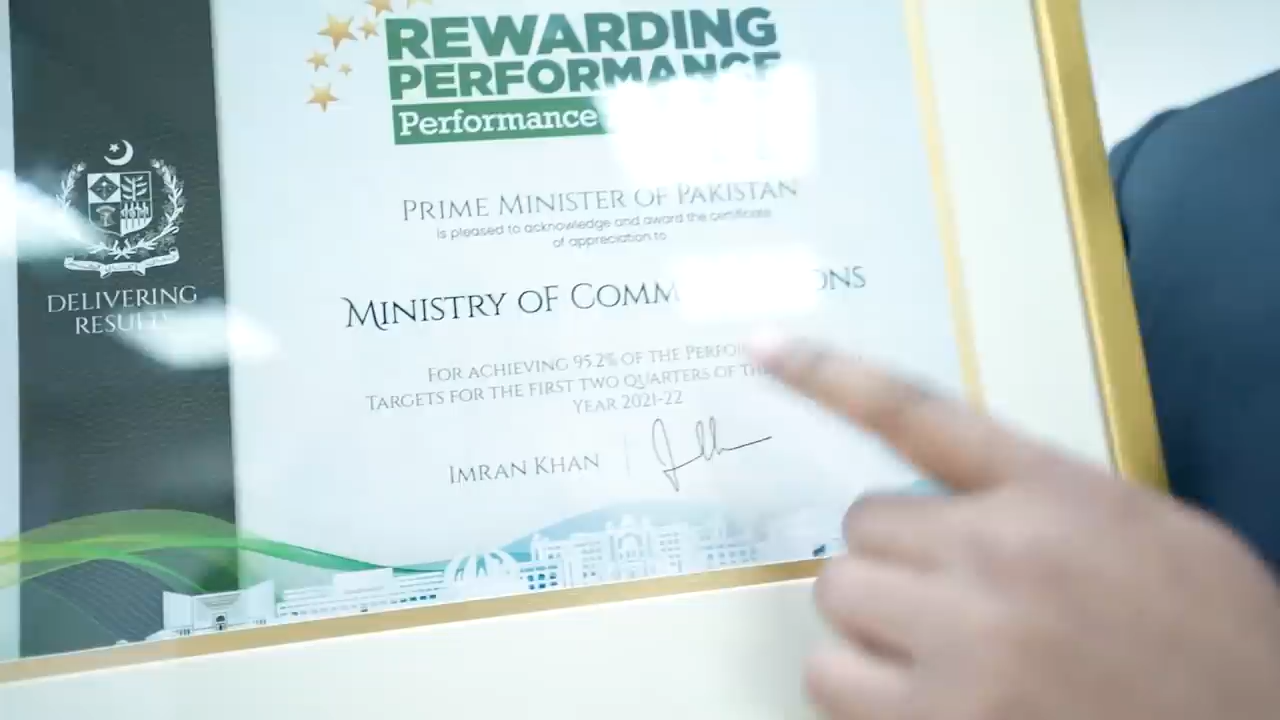 REWARDING
PERFORMANCE
Performance
PRIME MINISTER OF PAKISTAN
is pleased to acknowledge and award the certificate
of appreciation to
MINISTRY OF COMM ONS
FOR ACHIEVING 95.2% OF THE
TARGETS FOR THE FIRST TWO QUARTERS OF
YEAR 2021-22
IMRAN KHAN
DELIVERING